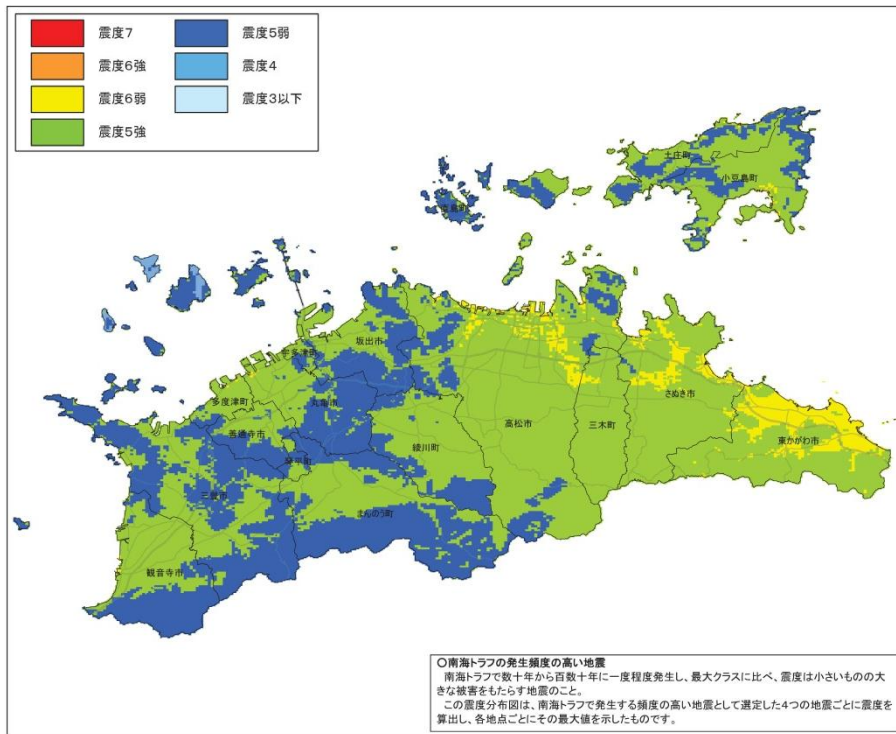 震度7
震度6強
震度6弱
震度5強
震度5弱
震度4
震度3以下
土庄町
小豆島町
直島町
坂出市
宇多津町
多度津町
丸亀市
善通寺市
さぬき市
高松市
三木町
東かがわ市
綾川町
琴平町
三豊市
まんのう町
観音寺市
○南海トラフの発生頻度の高い地震
南海トラフで数十年から百数十年に一度程度発生し、最大クラスに比べ、震度は小さいものの大
きな被害をもたらす地震のこと。
この震度分布図は、南海トラフで発生する頻度の高い地震として選定した4つの地震ごとに震度を
算出し、各地点ごとにその最大値を示したものです。